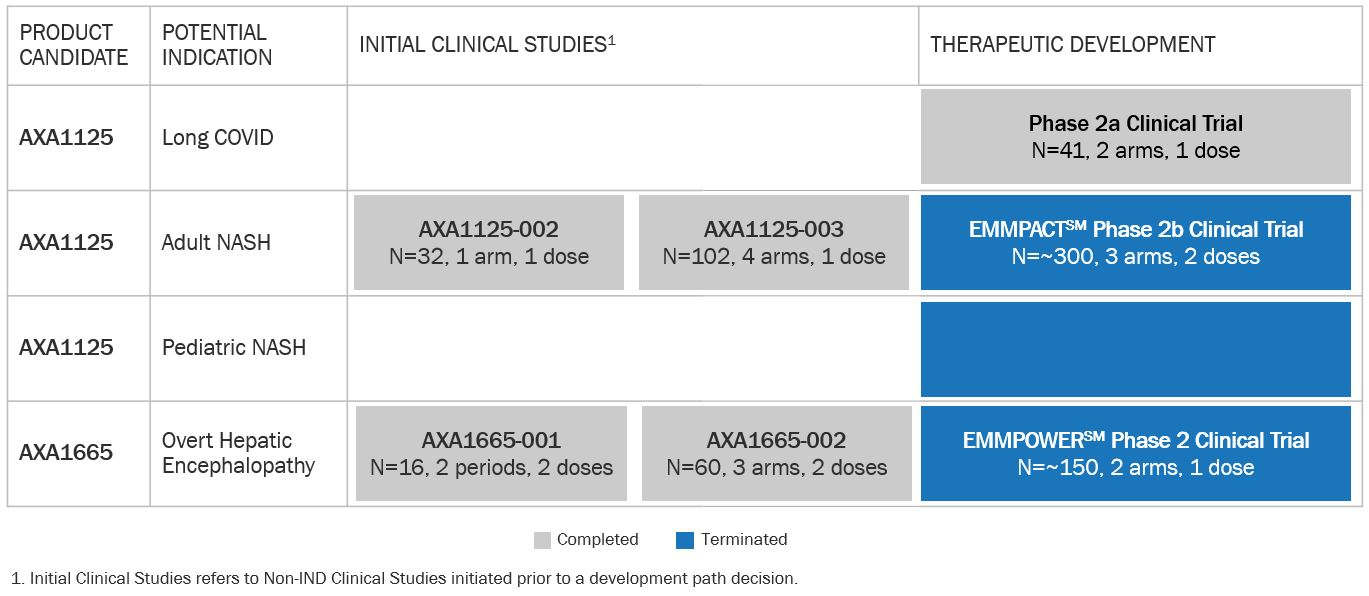 PRODUCT
CANDIDATE
POTENTIAL
INDICATION
INITIAL CLINICAL STUDIES¹
THERAPEUTIC DEVELOPMENT
AXA1125
Long COVID
Phase 2a Clinical Trial
N=41, 2 arms, 1 dose
AXA1125
Adult NASH
AXA1125-002
N=32, 1 arm, 1 dose
AXA1125-003
N=102, 4 arms, 1 dose
EMMPACT℠ Phase 2b Clinical Trial
N=~300, 3 arms, 2 doses
AXA1125
Pediatric NASH
AXA1665
Overt Hepatic
Encephalopathy
AXA1665-001
N=16, 2 periods, 2 doses
AXA1665-002
N=60, 3 arms, 2 doses
EMMPOWER℠ Phase 2 Clinical Trial
N=~150, 2 arms, 1 dose
Completed
Terminated
1. Initial Clinical Studies refers to Non-IND Clinical Studies initiated prior to a development path decision.